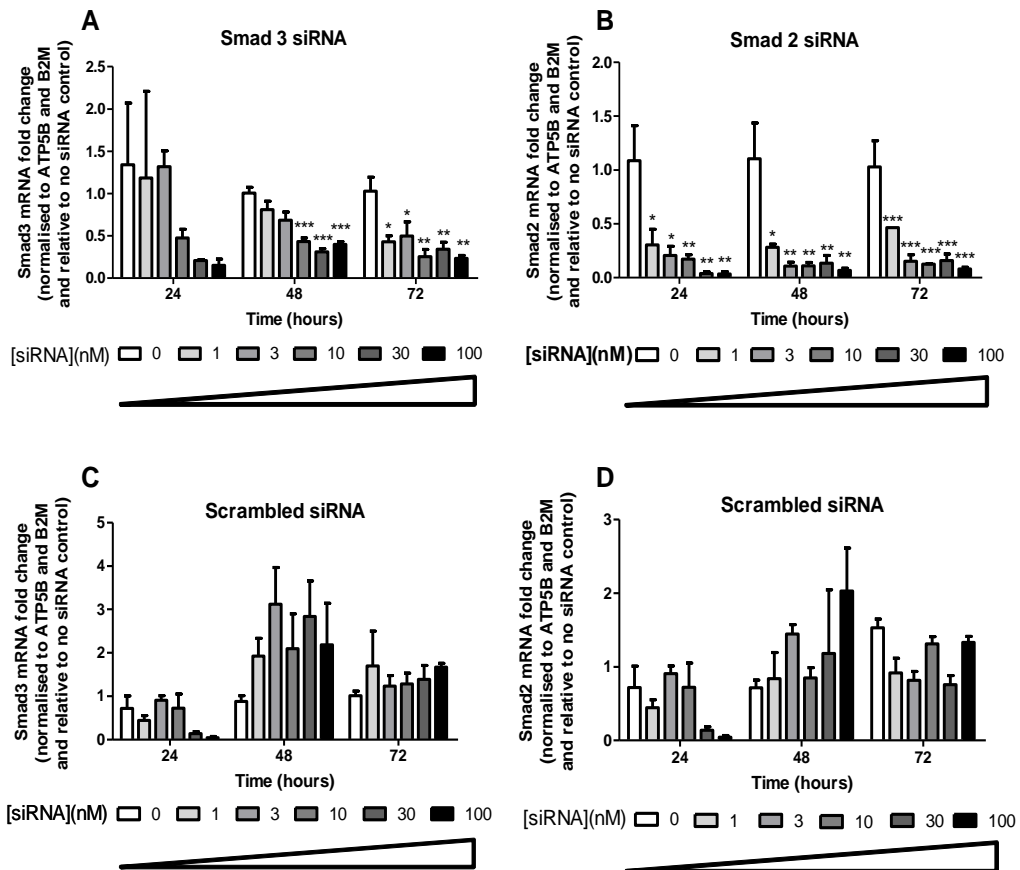 A
Smad 3 siRNA
Smad3 mRNA fold change
(normalised to ATP5B and B2M
and relative to no siRNA control)
2.5
2.0
1.5
1.0
0.5
0.0
***
***
***
*
*
**
**
**
24
48
72
Time (hours)
[siRNA](nM) 0 1 3 10 30 100
B
Smad 2 siRNA
Smad2 mRNA fold change
(normalised to ATP5B and B2M
and relative to no siRNA control)
2.0
1.5
1.0
0.5
0.0
*
*
**
**
**
*
**
**
**
**
***
***
***
***
***
24
48
72
Time (hours)
[siRNA](nM) 0 1 3 10 30 100
C
Scrambled siRNA
Smad3 mRNA fold change
(normalised to ATP5B and B2M
and relative to no siRNA control)
5
4
3
2
1
0
24
48
72
Time (hours)
[siRNA](nM) 0 1 3 10 30 100
D
Scrambled siRNA
Smad2 mRNA fold change
(normalised to ATP5B and B2M
and relative to no siRNA control)
3
2
1
0
24
48
72
Time (hours)
[siRNA](nM) 0 1 3 10 30 100